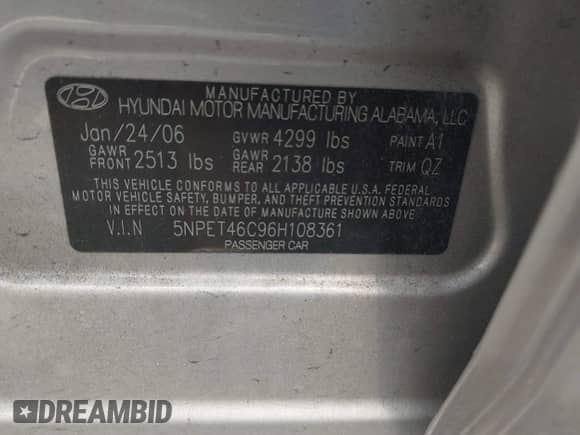 MANUFACTURED BY
HYUNDAI MOTOR MANUFACTURING ALABAMA, LLC
Jan/24/06 GVWR 4299 lbs PAINT A1
GAWR FRONT 2513 lbs GAWR REAR 2138 lbs TRIM QZ
THIS VEHICLE CONFORMS TO ALL APPLICABLE U.S.A. FEDERAL
MOTOR VEHICLE SAFETY, BUMPER, AND THEFT PREVENTION STANDARDS
IN EFFECT ON THE DATE OF MANUFACTURE SHOWN ABOVE
V.I.N 5NPET46C96H108361
PASSENGER CAR
DREAMBID